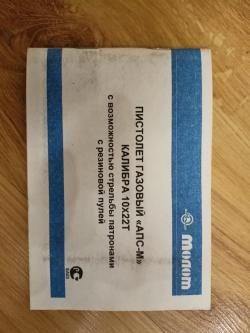 Молот
ПИСТОЛЕТ ГАЗОВЫЙ «АПС-М»
КАЛИБРА 10х22Т
с возможностью стрельбы патронами
с резиновой пулей